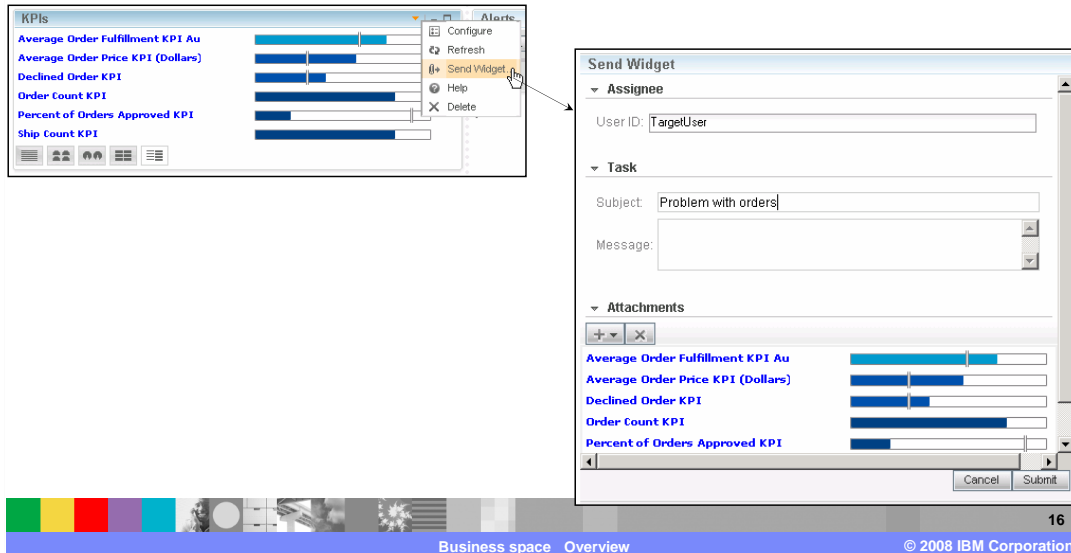 KPIs
Alerts
Average Order Fulfillment KPI Au
Average Order Price KPI (Dollars)
Declined Order KPI
Order Count KPI
Percent of Orders Approved KPI
Ship Count KPI
Configure
Refresh
Send Widget
Help
Delete
Send Widget
Assignee
User ID: TargetUser
Task
Subject: Problem with orders
Message:
Attachments
Average Order Fulfillment KPI Au
Average Order Price KPI (Dollars)
Declined Order KPI
Order Count KPI
Percent of Orders Approved KPI
Cancel Submit
16
Business space Overview
© 2008 IBM Corporation